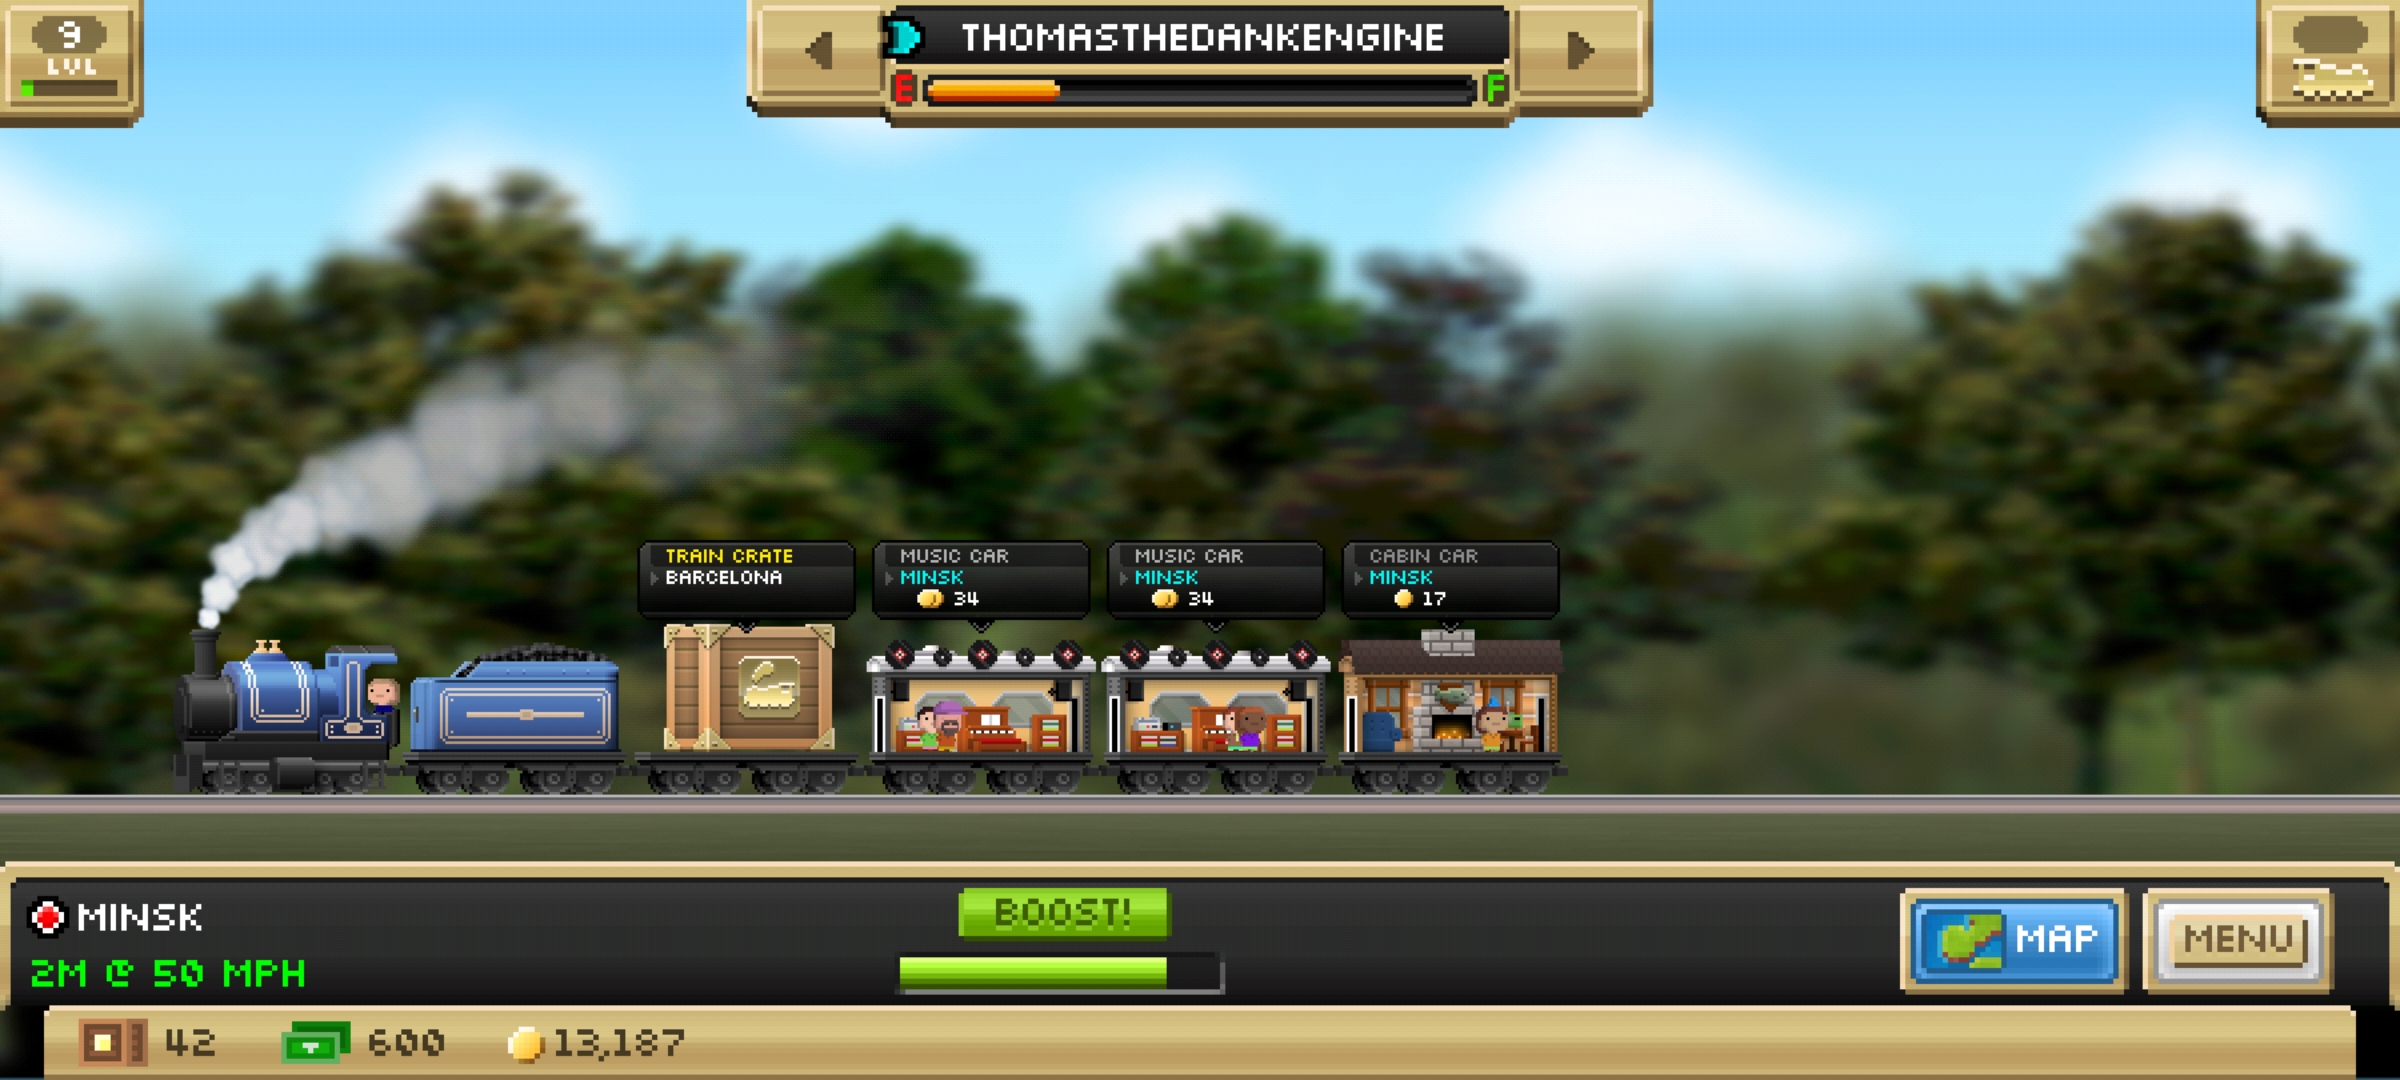 9
LVL
THOMASTHEDANKENGINE
E F
TRAIN CRATE
BARCELONA
MUSIC CAR
MINSK
34
MUSIC CAR
MINSK
34
CABIN CAR
MINSK
17
MINSK
2M @ 50 MPH
BOOST!
MAP
MENU
42
600
13,187